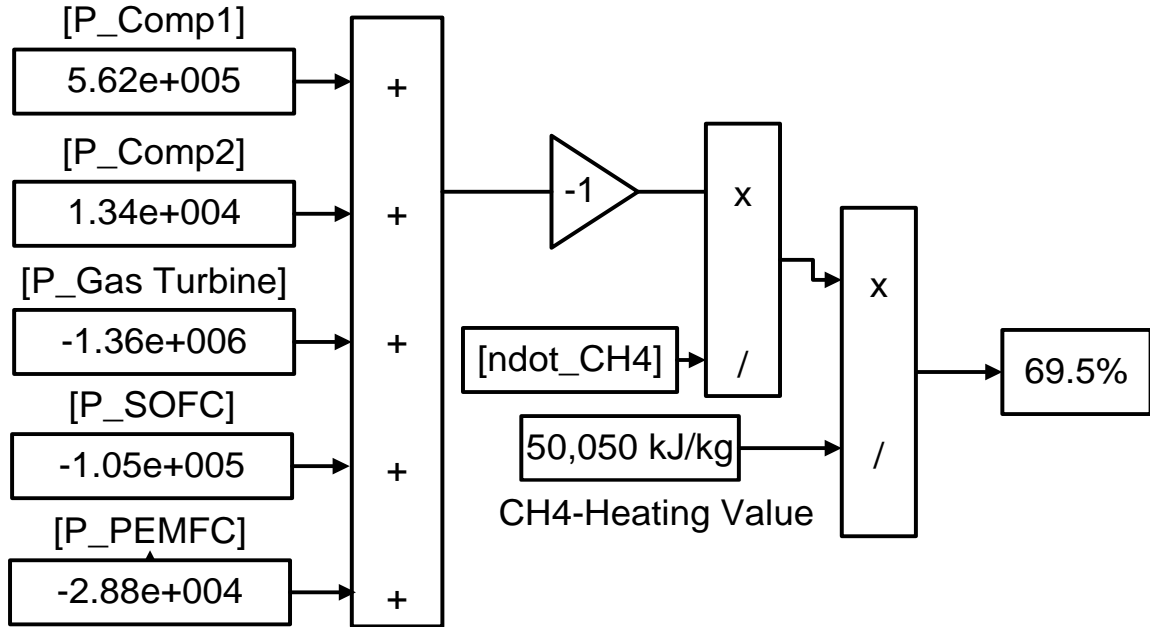 [P_Comp1]
5.62e+005
+
[P_Comp2]
1.34e+004
+
[P_Gas Turbine]
-1.36e+006
+
[P_SOFC]
-1.05e+005
+
[P_PEMFC]
-2.88e+004
+
-1
x
[ndot_CH4]
/
x
50,050 kJ/kg
/
CH4-Heating Value
69.5%